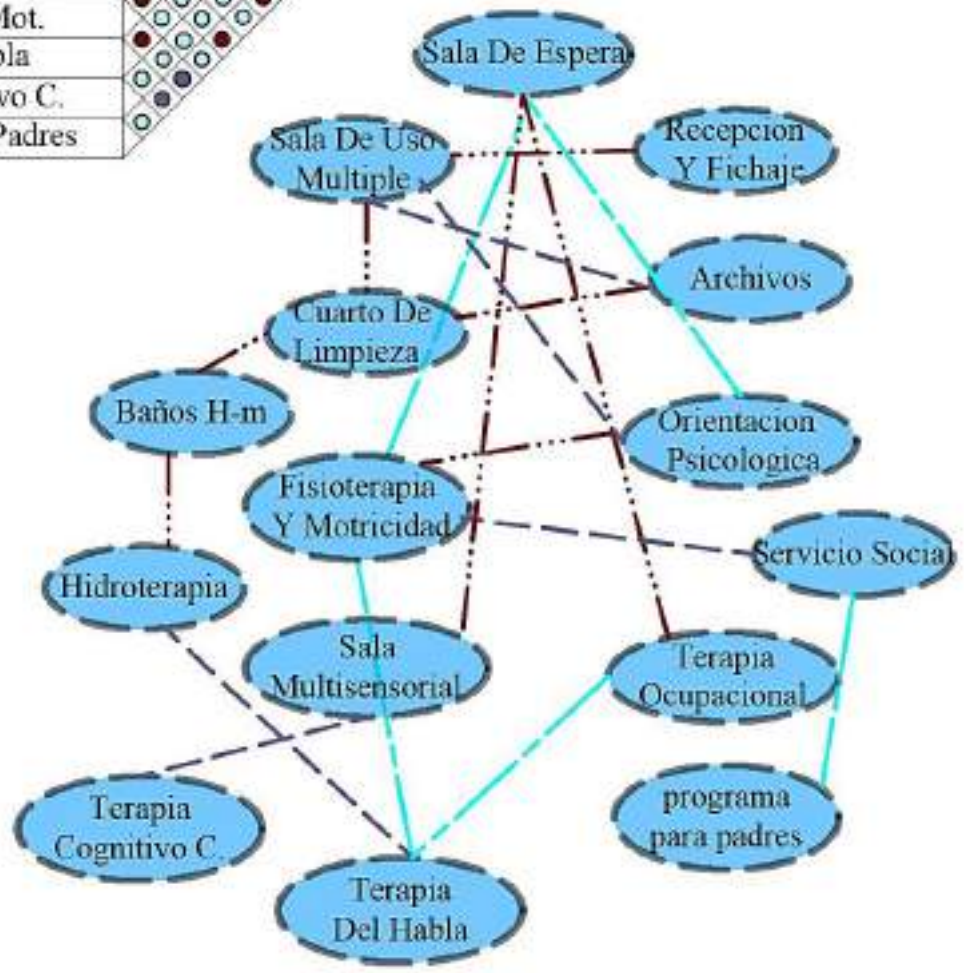 Mot.
bla
vo C.
Padres
Sala De Espera
Sala De Uso
Multiple
Recepcion
Y Fichaje
Archivos
Cuarto De
Limpieza
Baños H-m
Orientacion
Psicologica
Fisioterapia
Y Motricidad
Servicio Social
Hidroterapia
Sala
Multisensorial
Terapia
Ocupacional
Terapia
Cognitivo C.
programa
para padres
Terapia
Del Habla